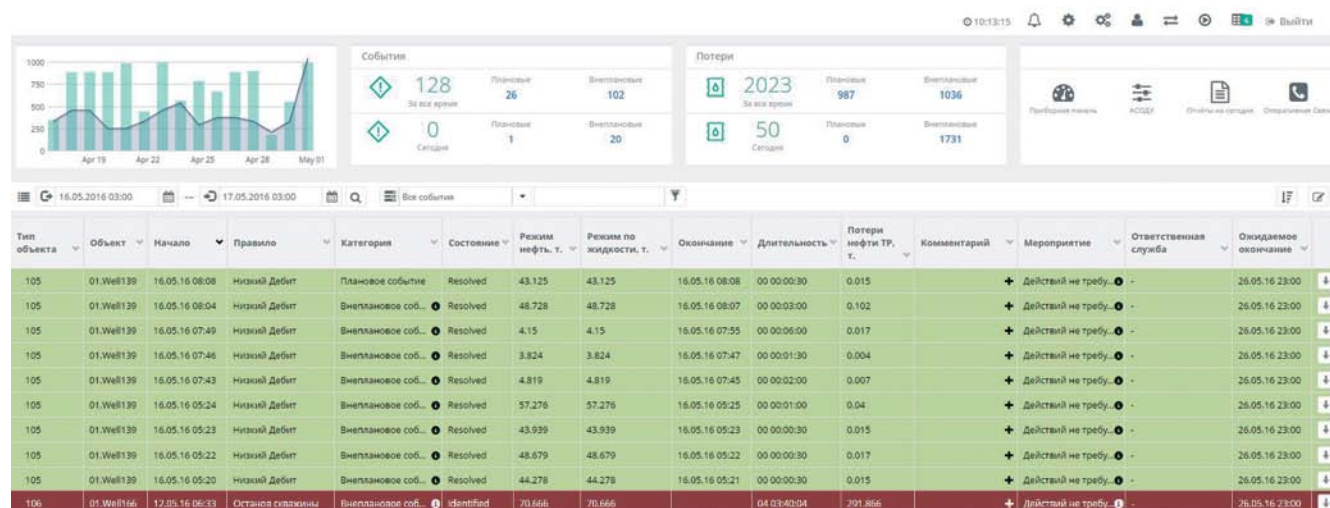 10:13:15 6 Выйти
1000
750
500
250
0
Apr 19 Apr 22 Apr 25 Apr 28 May 01
События
128 Плановые Внеплановые
За все время 26 102
0 Плановые Внеплановые
Сегодня 1 20
Потери
2023 Плановые Внеплановые
За все время 987 1036
50 Плановые Внеплановые
Сегодня 0 1731
Приборная панель АСОДУ Отчёты на сегодня Оперативная Связ
16.05.2016 03:00 -- 17.05.2016 03:00 Все события
Тип объекта Объект Начало Правило Категория Состояние Режим нефть. т. Режим по жидкости, т. Окончание Длительность Потери нефти ТР. т. Комментарий Мероприятие Ответственная служба Ожидаемое окончание
105 01.Well139 16.05.16 08:08 Низкий Дебит Плановое событие Resolved 43.125 43.125 16.05.16 08:08 00 00:00:30 0.015 + Действий не требу... - 26.05.16 23:00
105 01.Well139 16.05.16 08:04 Низкий Дебит Внеплановое соб... Resolved 48.728 48.728 16.05.16 08:07 00 00:03:00 0.102 + Действий не требу... - 26.05.16 23:00
105 01.Well139 16.05.16 07:49 Низкий Дебит Внеплановое соб... Resolved 4.15 4.15 16.05.16 07:55 00 00:06:00 0.017 + Действий не требу... - 26.05.16 23:00
105 01.Well139 16.05.16 07:46 Низкий Дебит Внеплановое соб... Resolved 3.824 3.824 16.05.16 07:47 00 00:01:30 0.004 + Действий не требу... - 26.05.16 23:00
105 01.Well139 16.05.16 07:43 Низкий Дебит Внеплановое соб... Resolved 4.819 4.819 16.05.16 07:45 00 00:02:00 0.007 + Действий не требу... - 26.05.16 23:00
105 01.Well139 16.05.16 05:24 Низкий Дебит Внеплановое соб... Resolved 57.276 57.276 16.05.16 05:25 00 00:01:00 0.04 + Действий не требу... - 26.05.16 23:00
105 01.Well139 16.05.16 05:23 Низкий Дебит Внеплановое соб... Resolved 43.939 43.939 16.05.16 05:23 00 00:00:30 0.015 + Действий не требу... - 26.05.16 23:00
105 01.Well139 16.05.16 05:22 Низкий Дебит Внеплановое соб... Resolved 48.679 48.679 16.05.16 05:22 00 00:00:30 0.017 + Действий не требу... - 26.05.16 23:00
105 01.Well139 16.05.16 05:20 Низкий Дебит Внеплановое соб... Resolved 44.278 44.278 16.05.16 05:21 00 00:00:30 0.015 + Действий не требу... - 26.05.16 23:00
106 01.Well166 12.05.16 06:33 Останов скважины Внеплановое соб... Identified 70.666 70.666 04 03:40:04 291.866 + Действий не требу... - 26.05.16 23:00